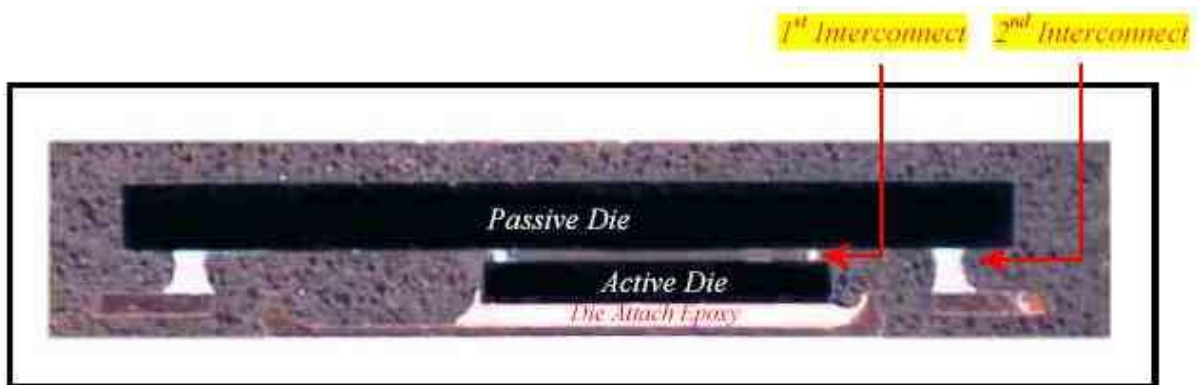 1st Interconnect
2nd Interconnect
Passive Die
Active Die
Die Attach Epoxy